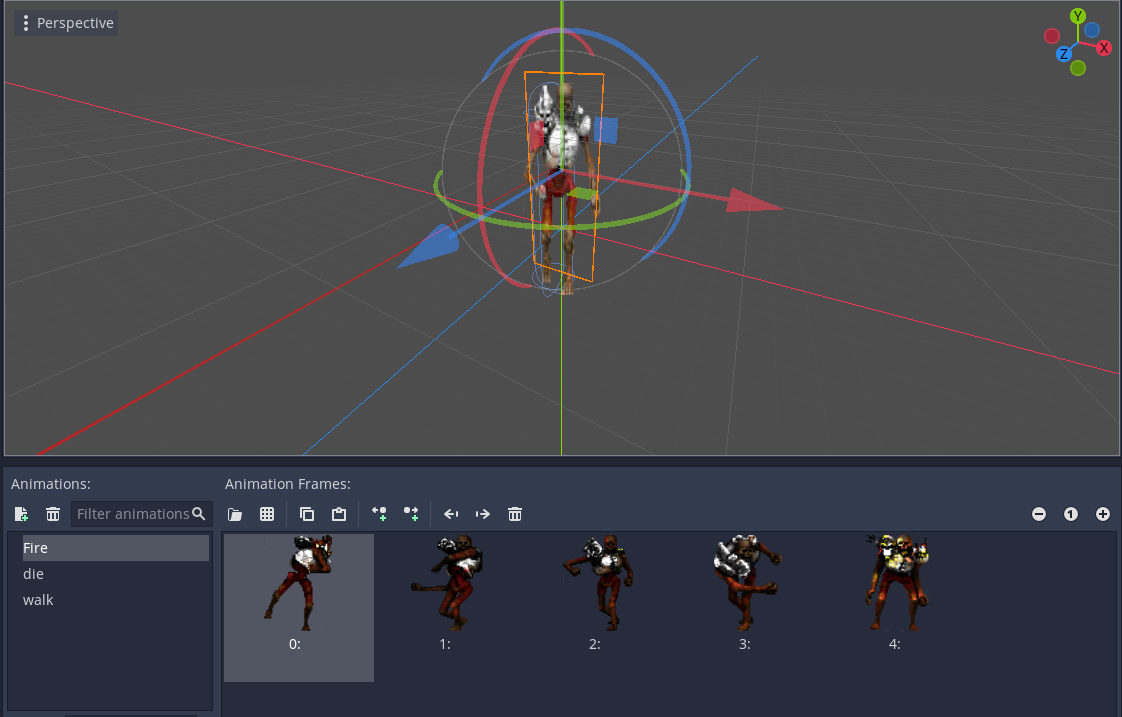 Perspective
Y
X
Z
Animations:
Animation Frames:
Filter animations
1
Fire
die
walk
0:
1:
2:
3:
4: